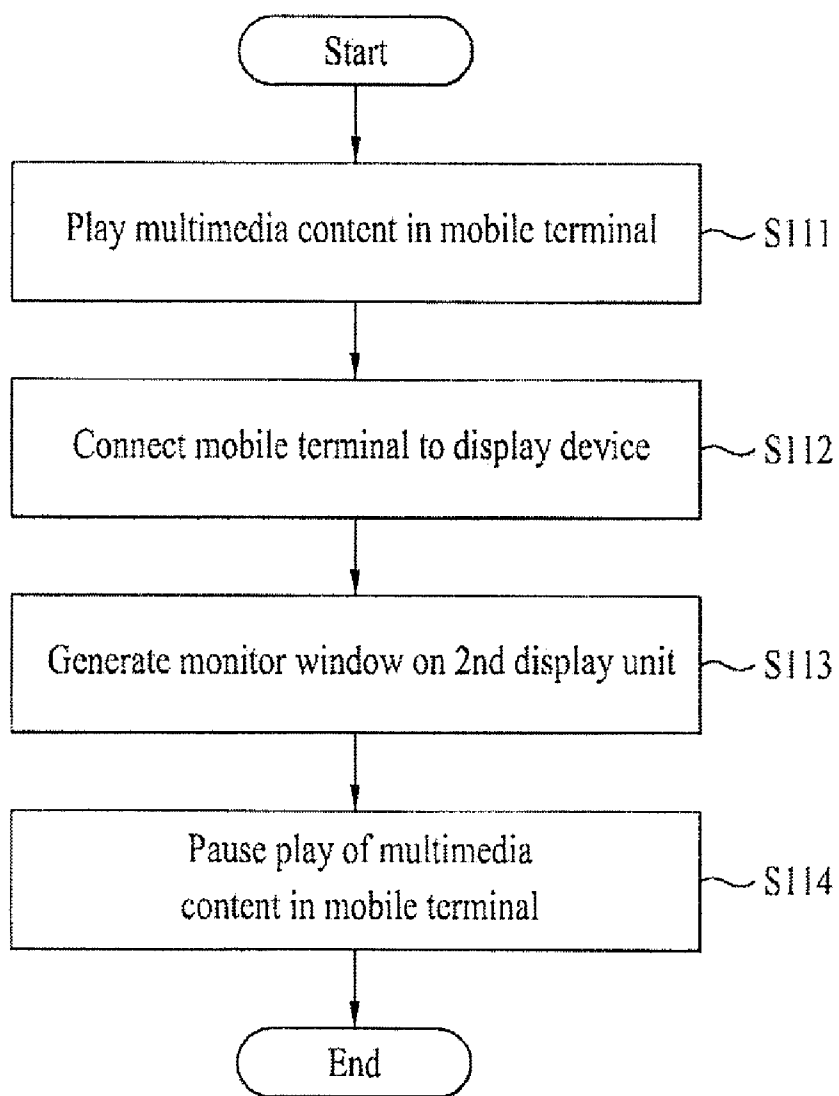 Start
Play multimedia content in mobile terminal
S111
Connect mobile terminal to display device
S112
Generate monitor window on 2nd display unit
S113
Pause play of multimedia
content in mobile terminal
S114
End